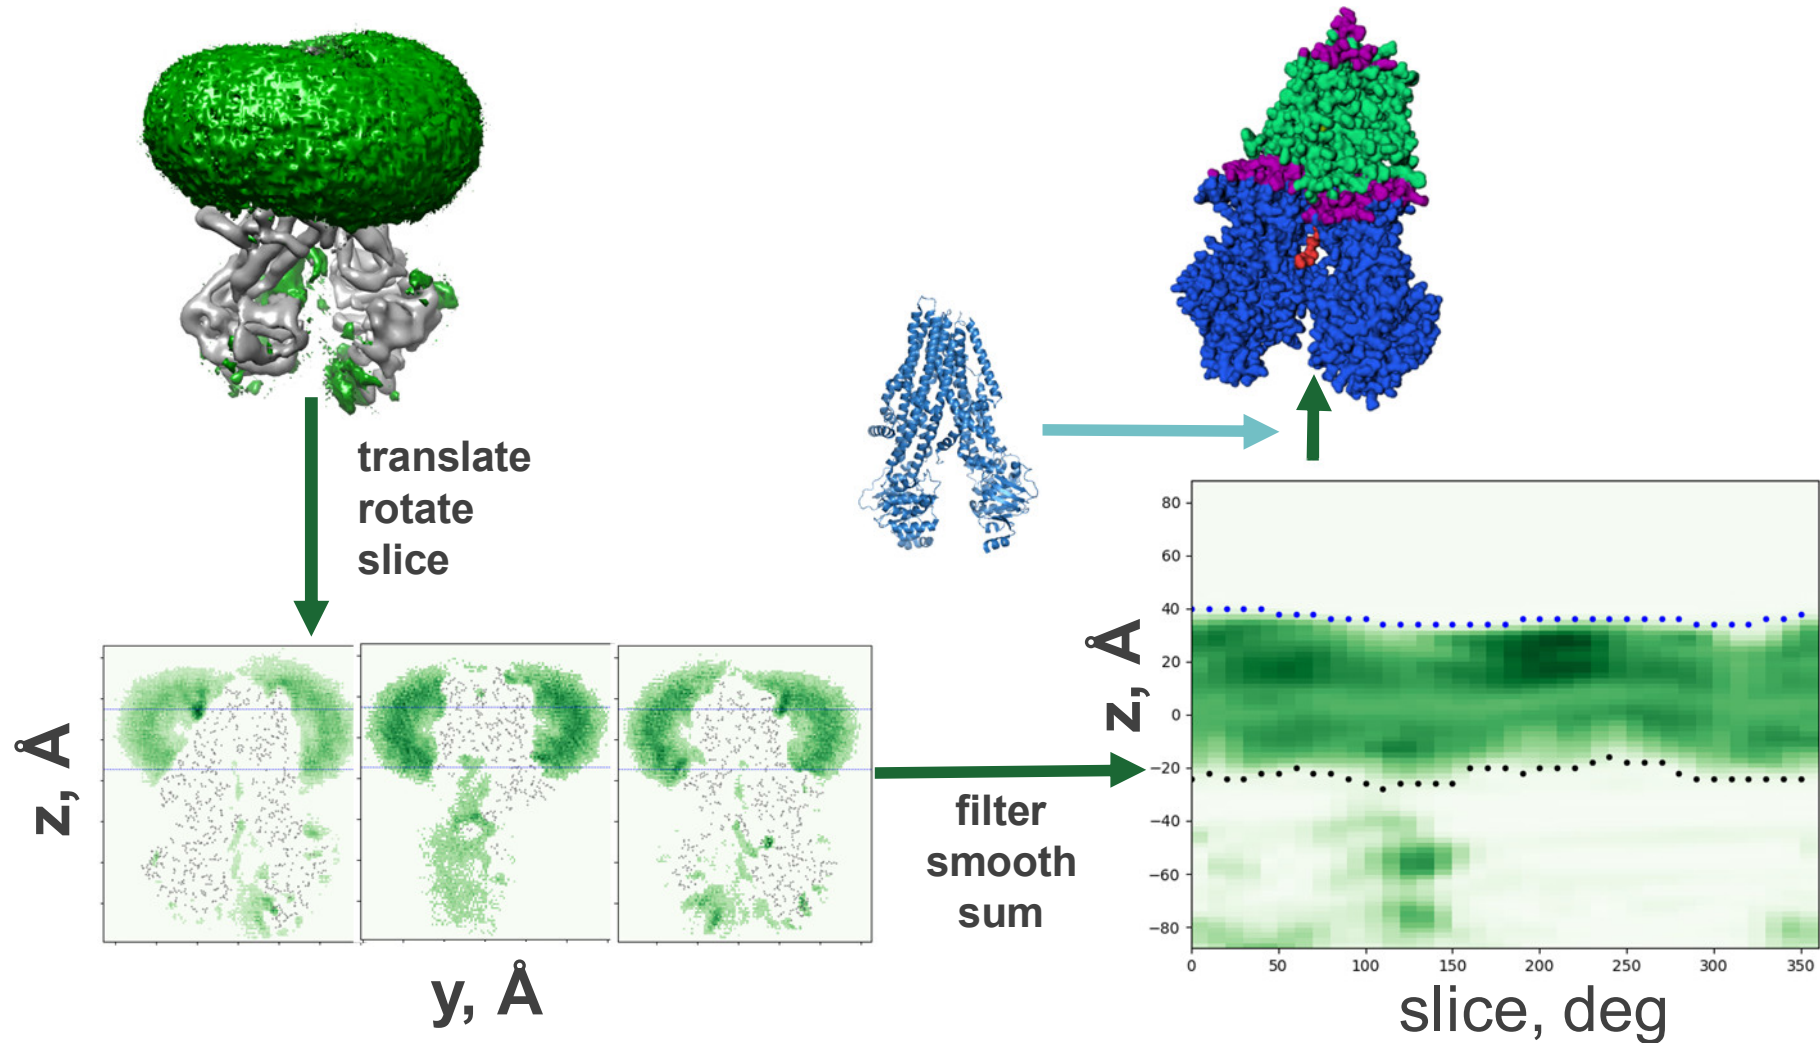 translate
rotate
slice
z, Å
y, Å
filter
smooth
sum
z, Å
80
60
40
20
0
−20
−40
−60
−80
0 50 100 150 200 250 300 350
slice, deg